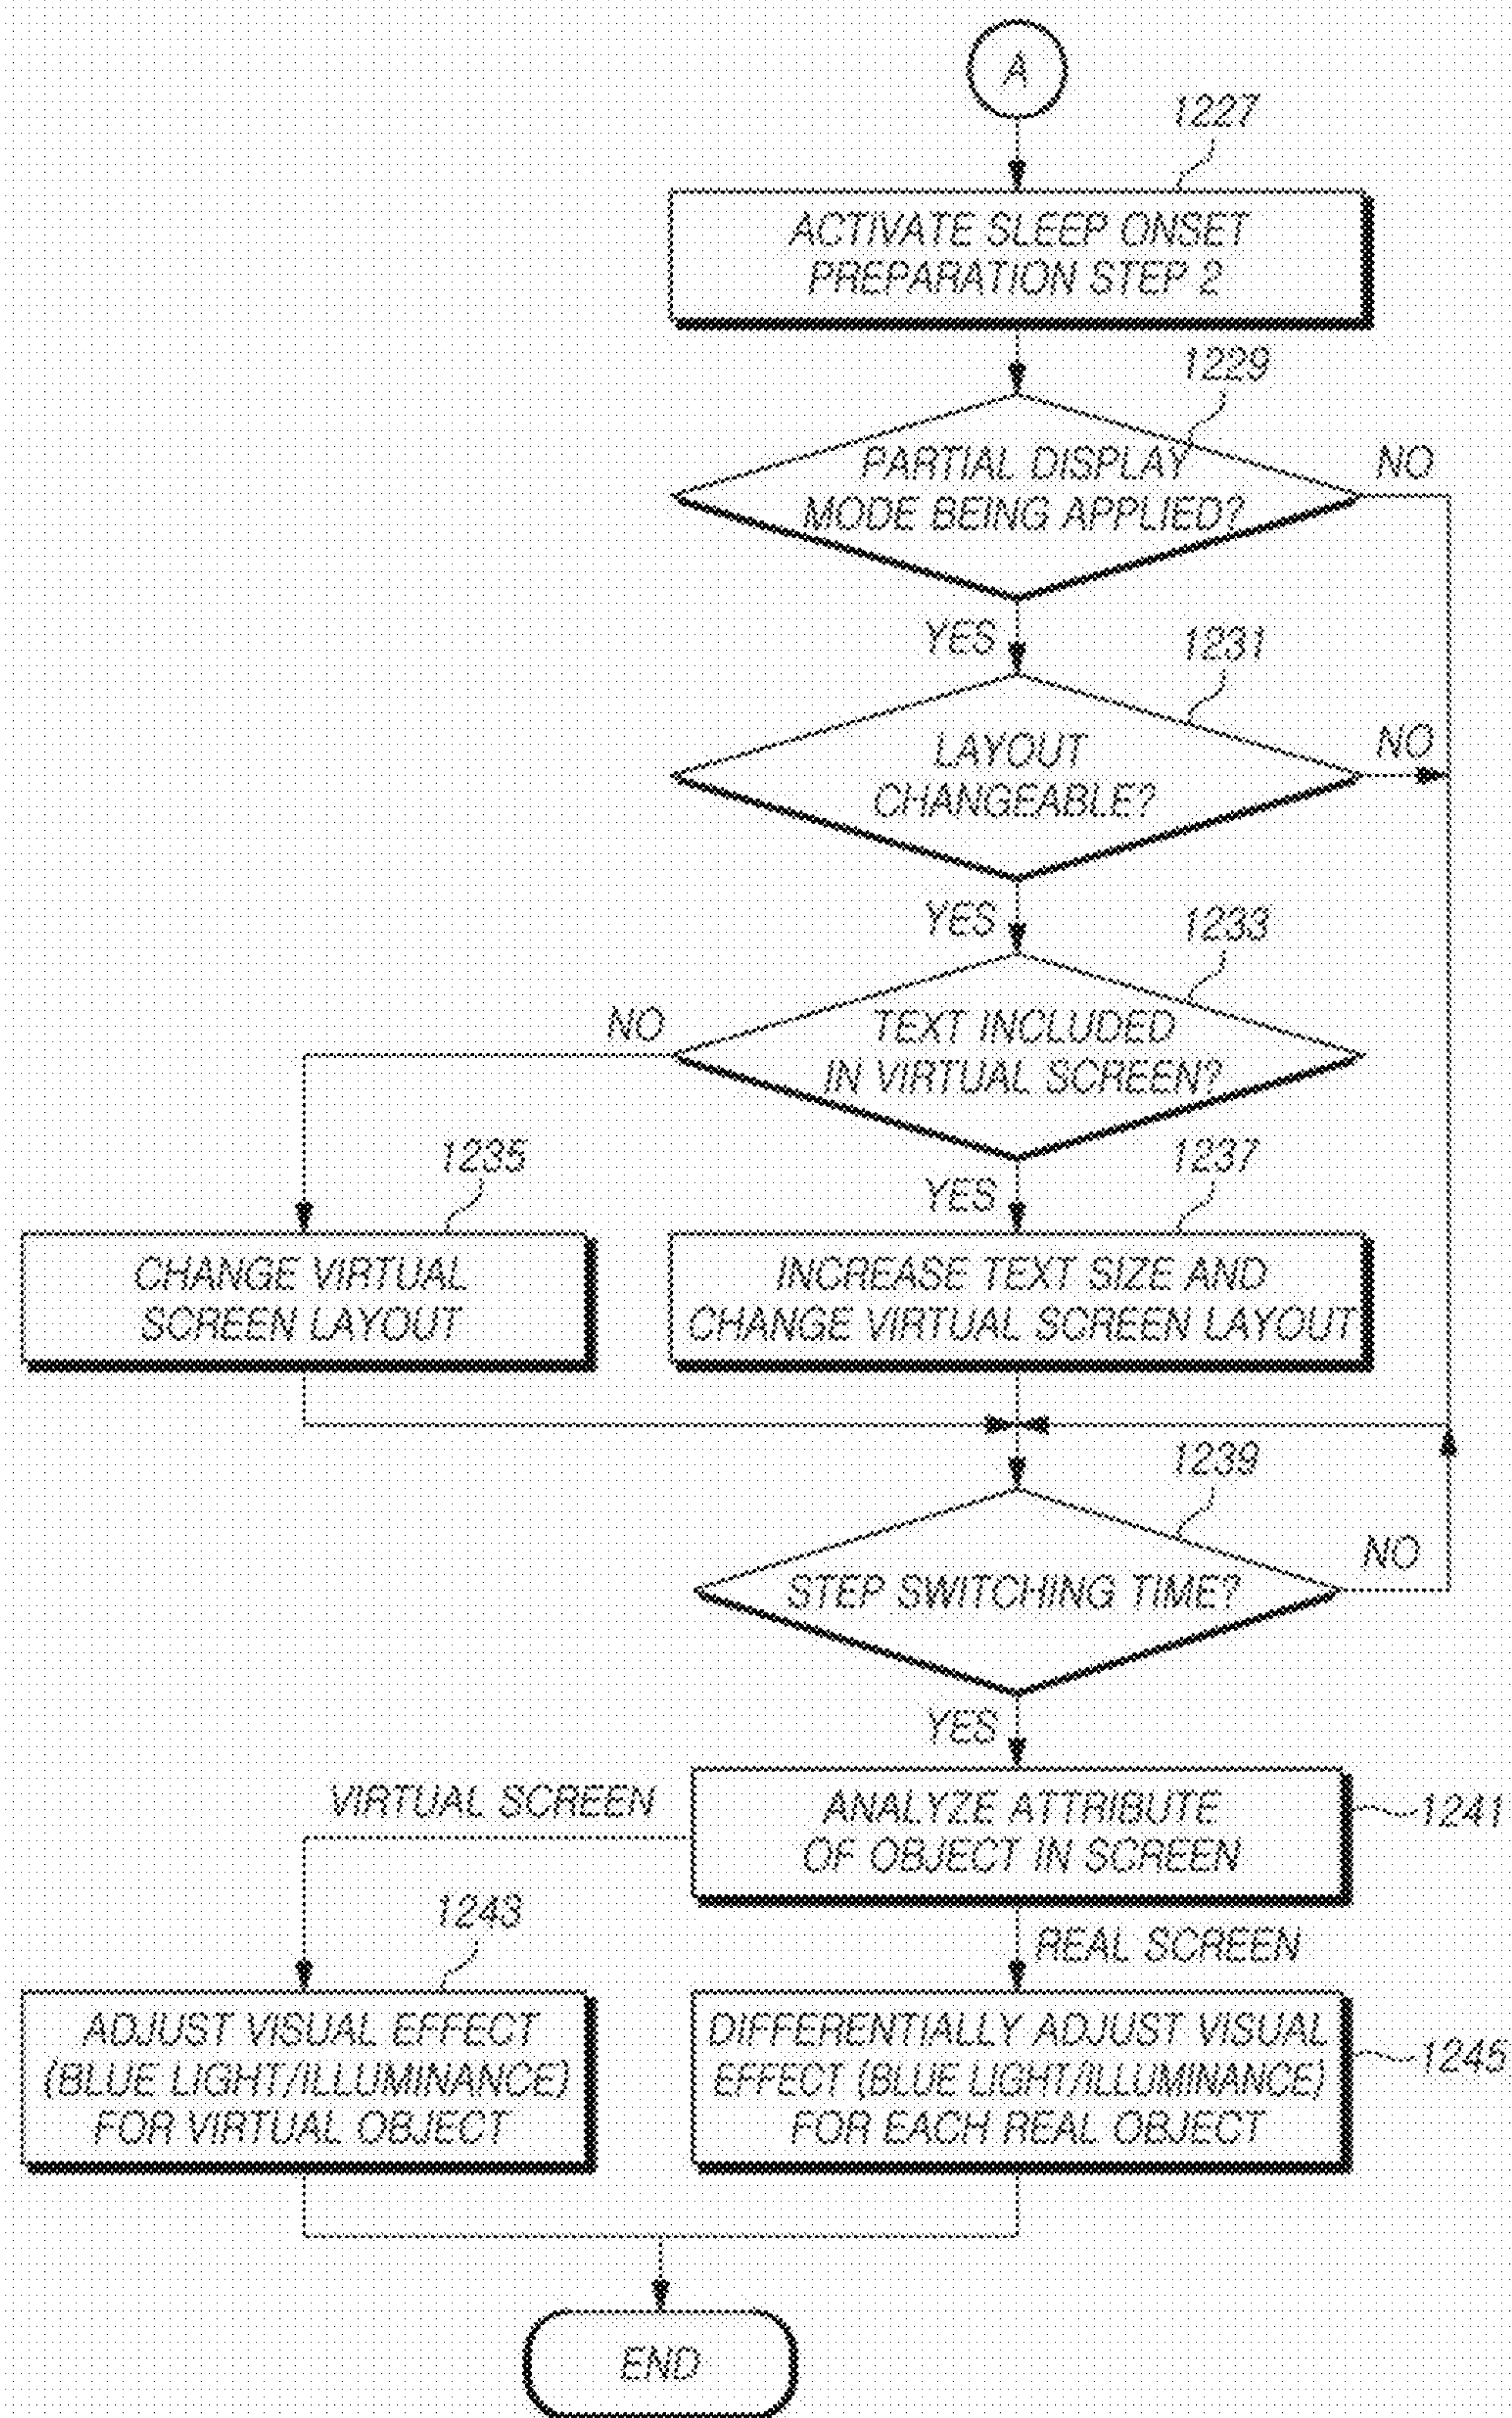 A
1227
ACTIVATE SLEEP ONSET
PREPARATION STEP 2
1229
PARTIAL DISPLAY
MODE BEING APPLIED?
NO
YES
1231
LAYOUT
CHANGEABLE?
NO
YES
1233
TEXT INCLUDED
IN VIRTUAL SCREEN?
NO
YES
1235
CHANGE VIRTUAL
SCREEN LAYOUT
1237
INCREASE TEXT SIZE AND
CHANGE VIRTUAL SCREEN LAYOUT
1239
STEP SWITCHING TIME?
NO
YES
ANALYZE ATTRIBUTE
OF OBJECT IN SCREEN
1241
VIRTUAL SCREEN
REAL SCREEN
1243
ADJUST VISUAL EFFECT
(BLUE LIGHT/ILLUMINANCE)
FOR VIRTUAL OBJECT
DIFFERENTIALLY ADJUST VISUAL
EFFECT (BLUE LIGHT/ILLUMINANCE)
FOR EACH REAL OBJECT
1245
END